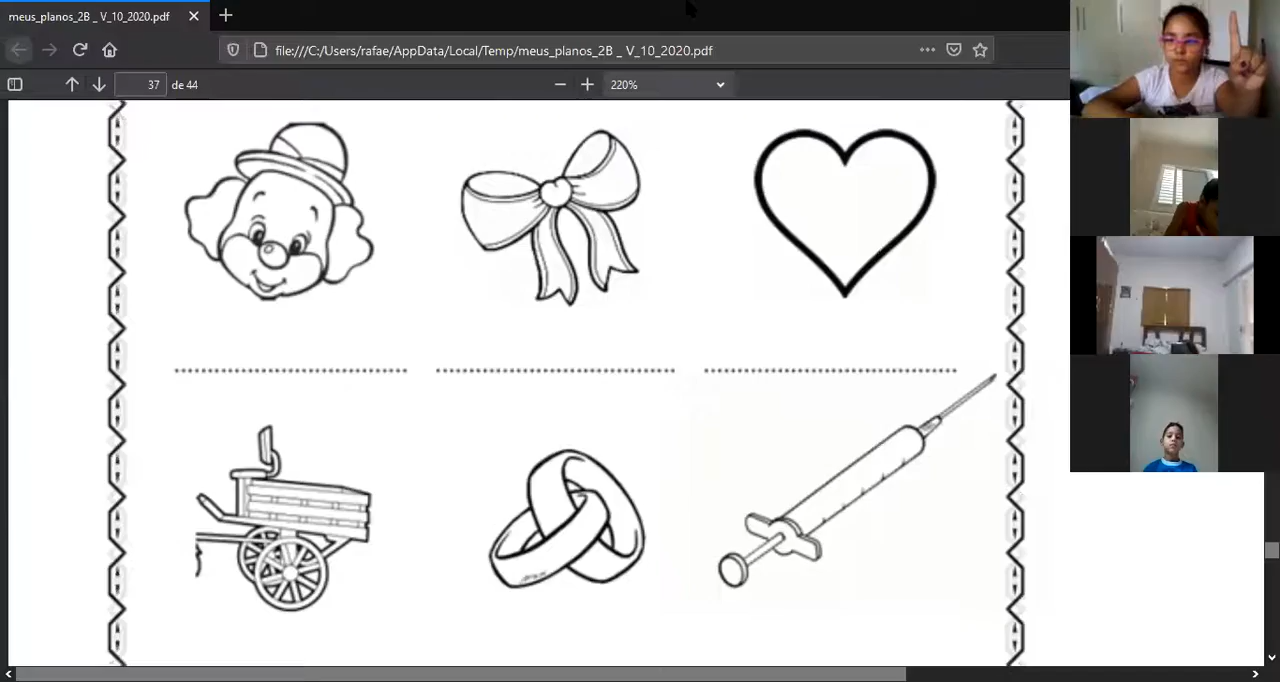 meus_planos_2B _ V_10_2020.pdf
file:///C:/Users/rafae/AppData/Local/Temp/meus_planos_2B _ V_10_2020.pdf
37 de 44
220%